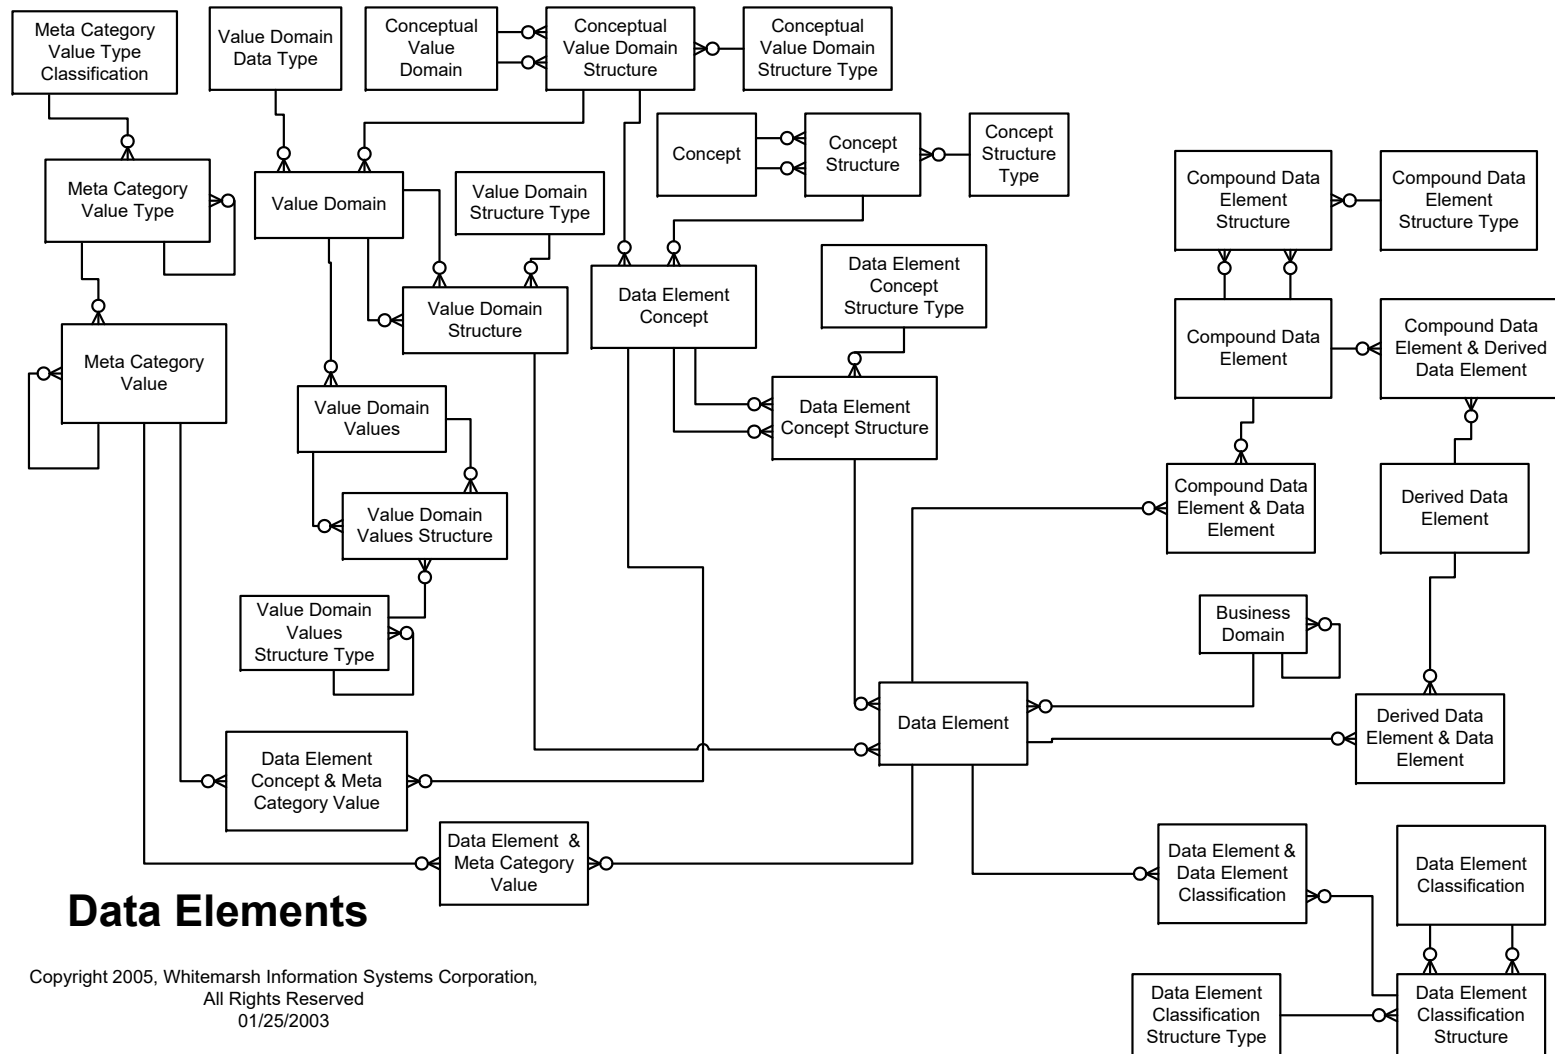 Meta Category
Value Type
Classification
Value Domain
Data Type
Conceptual
Value
Domain
Conceptual
Value Domain
Structure
Conceptual
Value Domain
Structure Type
Concept
Concept
Structure
Concept
Structure
Type
Meta Category
Value Type
Value Domain
Value Domain
Structure Type
Compound Data
Element
Structure
Compound Data
Element
Structure Type
Data Element
Concept
Structure Type
Value Domain
Structure
Data Element
Concept
Meta Category
Value
Compound Data
Element
Compound Data
Element & Derived
Data Element
Value Domain
Values
Data Element
Concept Structure
Value Domain
Values Structure
Compound Data
Element & Data
Element
Derived Data
Element
Value Domain
Values
Structure Type
Business
Domain
Data Element
Derived Data
Element & Data
Element
Data Element
Concept & Meta
Category Value
Data Element &
Meta Category
Value
Data Element &
Data Element
Classification
Data Element
Classification
Data Elements
Copyright 2005, Whitemarsh Information Systems Corporation,
All Rights Reserved
01/25/2003
Data Element
Classification
Structure Type
Data Element
Classification
Structure